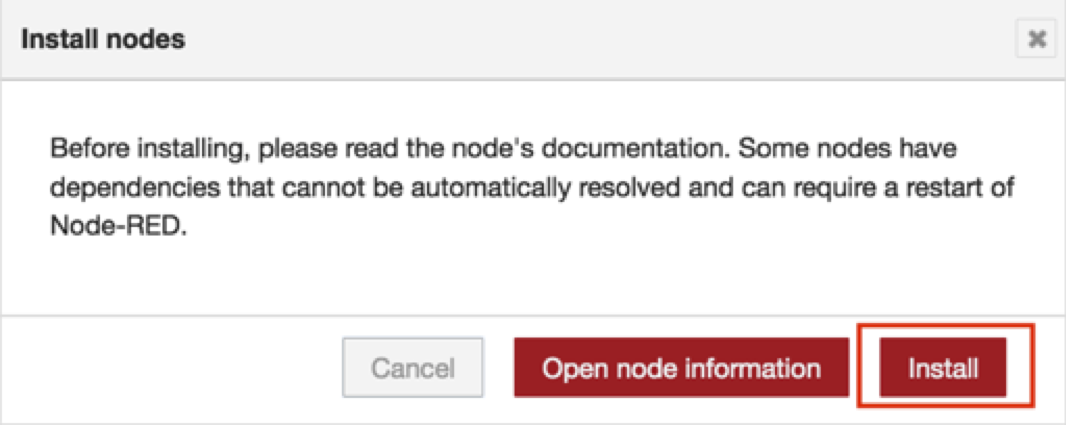 Install nodes
Before installing, please read the node's documentation. Some nodes have
dependencies that cannot be automatically resolved and can require a restart of
Node-RED.
Cancel
Open node information
Install